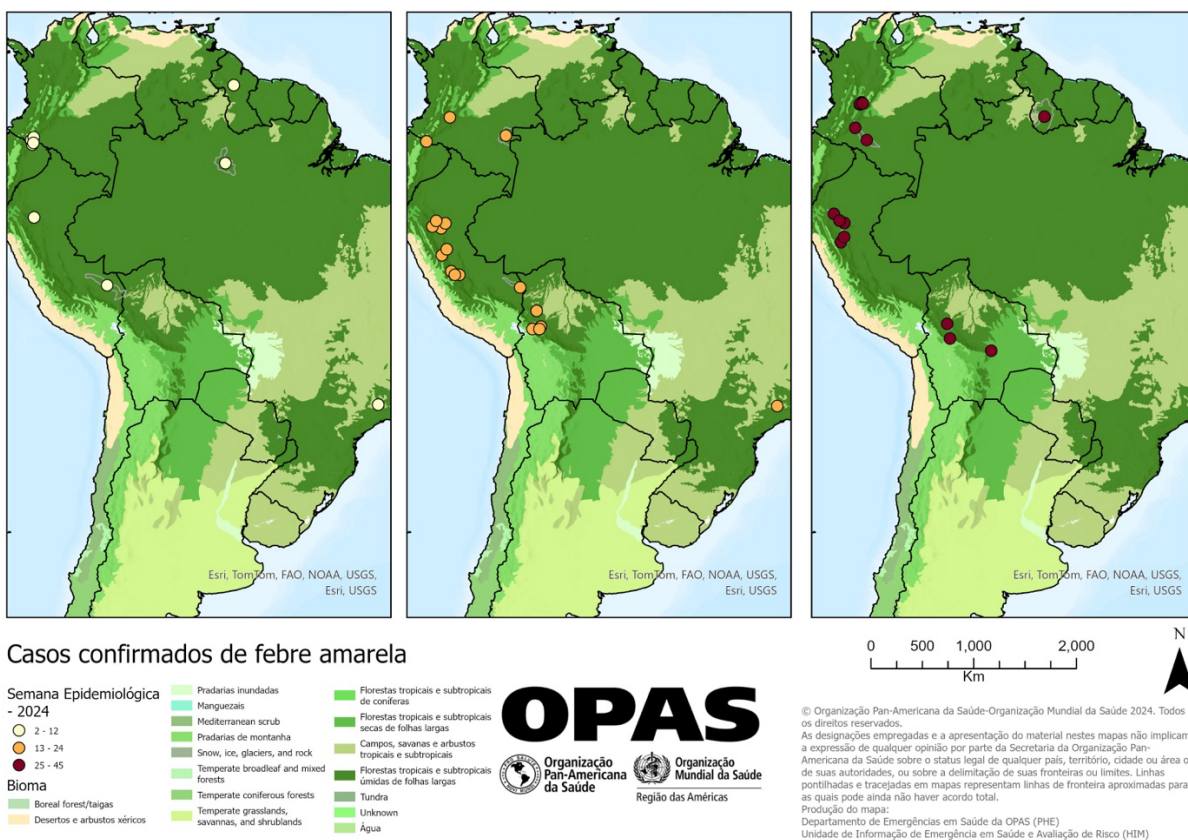 Esri, TomTom, FAO, NOAA, USGS,
Esri, USGS
Esri, TomTom, FAO, NOAA, USGS,
Esri, USGS
Esri, TomTom, FAO, NOAA, USGS,
Esri, USGS
Casos confirmados de febre amarela
Semana Epidemiológica
- 2024
2 - 12
13 - 24
25 - 45
Bioma
Boreal forest/taigas
Desertos e arbustos xéricos
Pradarias inundadas
Manguezais
Mediterranean scrub
Pradarias de montanha
Snow, ice, glaciers, and rock
Temperate broadleaf and mixed
forests
Temperate coniferous forests
Temperate grasslands,
savannas, and shrublands
Florestas tropicais e subtropicais
de coníferas
Florestas tropicais e subtropicais
secas de folhas largas
Campos, savanas e arbustos
tropicais e subtropicais
Florestas tropicais e subtropicais
úmidas de folhas largas
Tundra
Unknown
Água
OPAS
Organização
Pan-Americana
da Saúde
Organização
Mundial da Saúde
Região das Américas
0 500 1,000 2,000
Km
N
© Organização Pan-Americana da Saúde-Organização Mundial da Saúde 2024. Todos
os direitos reservados.
As designações empregadas e a apresentação do material nestes mapas não implicam
a expressão de qualquer opinião por parte da Secretaria da Organização Pan-
Americana da Saúde sobre o status legal de qualquer país, território, cidade ou área o
de suas autoridades, ou sobre a delimitação de suas fronteiras ou limites. Linhas
pontilhadas e tracejadas em mapas representam linhas de fronteira aproximadas para
as quais pode ainda não haver acordo total.
Produção do mapa:
Departamento de Emergências em Saúde da OPAS (PHE)
Unidade de Informação de Emergência em Saúde e Avaliação de Risco (HIM)